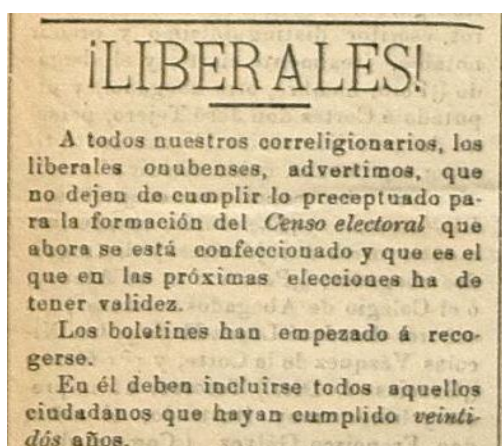 ¡LIBERALES!
A todos nuestros correligionarios, los
liberales onubenses, advertimos, que
no dejen de cumplir lo preceptuado pa-
ra la formación del Censo electoral que
ahora se está confeccionado y que es el
que en las próximas elecciones ha de
tener validez.
Los boletines han empezado á reco-
gerse.
En él deben incluirse todos aquellos
ciudadanos que hayan cumplido veinti-
dós años.